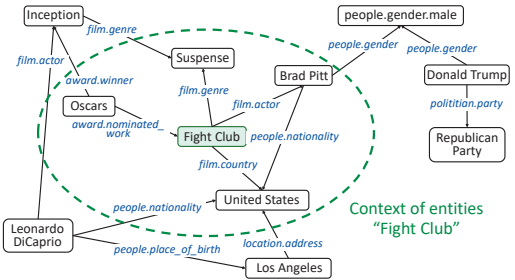 Inception
people.gender.male
film.genre
people.gender
people.gender
film.actor
Suspense
award.winner
Brad Pitt
Donald Trump
film.genre
Oscars
film.actor
polititian.party
award.nominated_
work
Fight Club
people.nationality
Republican
Party
film.country
people.nationality
United States
Context of entities
"Fight Club"
Leonardo
DiCaprio
people.place_of_birth
location.address
Los Angeles